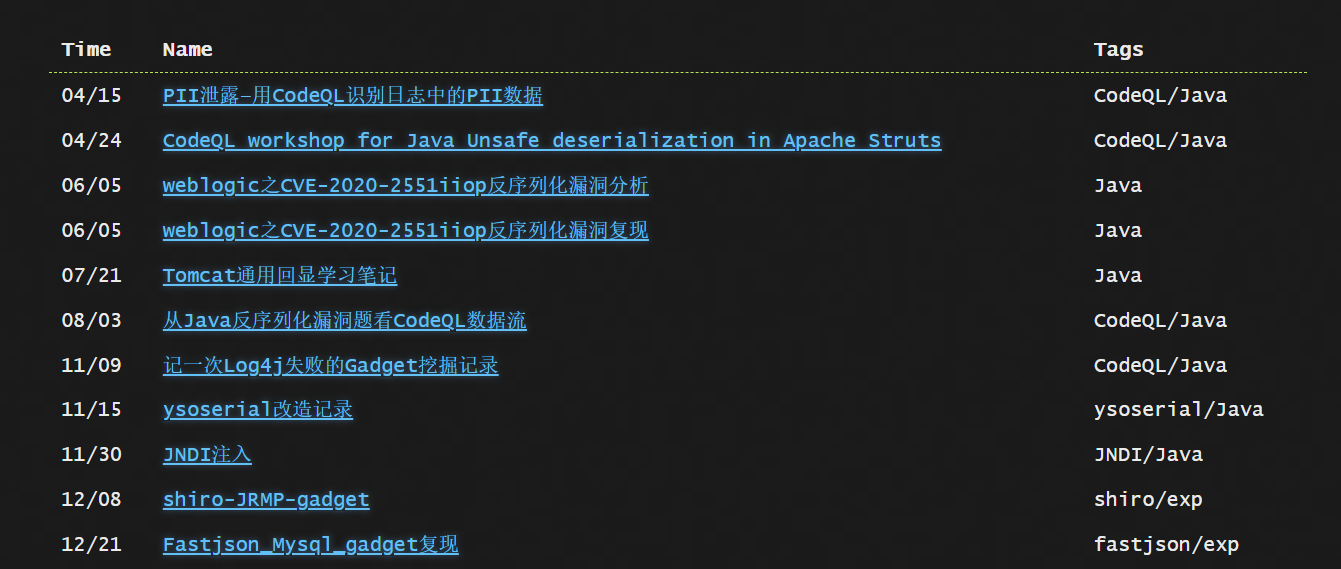 Time Name Tags
04/15 PII泄露-用CodeQL识别日志中的PII数据 CodeQL/Java
04/24 CodeQL workshop for Java Unsafe deserialization in Apache Struts CodeQL/Java
06/05 weblogic之CVE-2020-2551iiop反序列化漏洞分析 Java
06/05 weblogic之CVE-2020-2551iiop反序列化漏洞复现 Java
07/21 Tomcat通用回显学习笔记 Java
08/03 从Java反序列化漏洞题看CodeQL数据流 CodeQL/Java
11/09 记一次Log4j失败的Gadget挖掘记录 CodeQL/Java
11/15 ysoserial改造记录 ysoserial/Java
11/30 JNDI注入 JNDI/Java
12/08 shiro-JRMP-gadget shiro/exp
12/21 Fastjson_Mysql_gadget复现 fastjson/exp